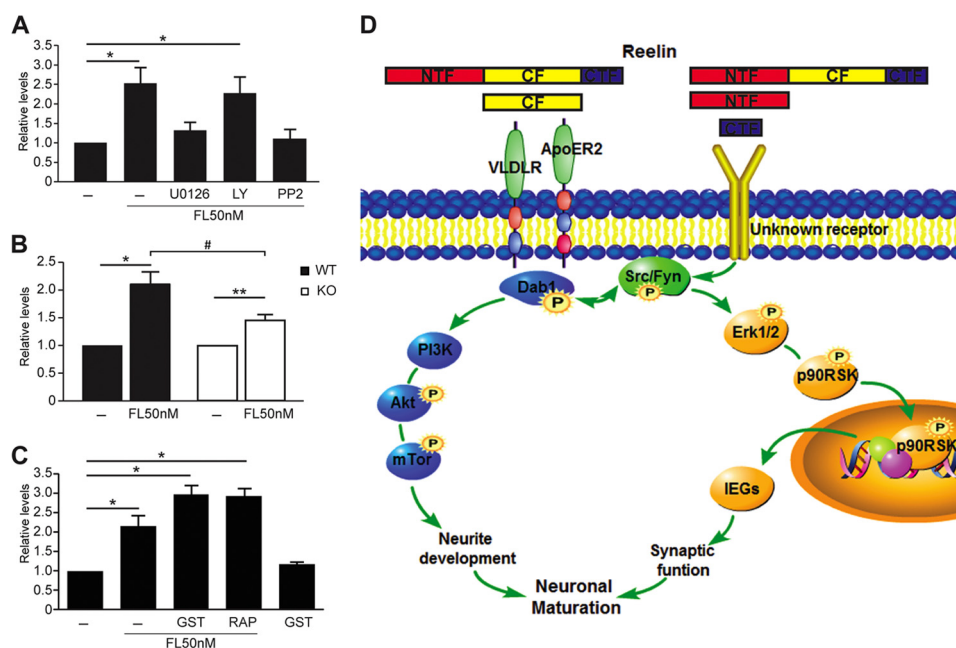 A
Relative levels
3.5
3.0
2.5
2.0
1.5
1.0
0.5
0
*
*
– – U0126 LY PP2
FL50nM
B
Relative levels
2.5
2.0
1.5
1.0
0.5
0
*
#
**
WT
KO
– FL50nM – FL50nM
C
Relative levels
3.5
3.0
2.5
2.0
1.5
1.0
0.5
0
*
*
*
– – GST RAP GST
FL50nM
D
Reelin
NTF CF CTF
CF
NTF CF CTF
NTF
CTF
VLDLR
ApoER2
Unknown receptor
Dab1
P
Src/Fyn
P
PI3K
Akt
P
mTor
P
Neurite
development
Erk1/2
P
p90RSK
P
p90RSK
P
IEGs
Synaptic
funtion
Neuronal
Maturation